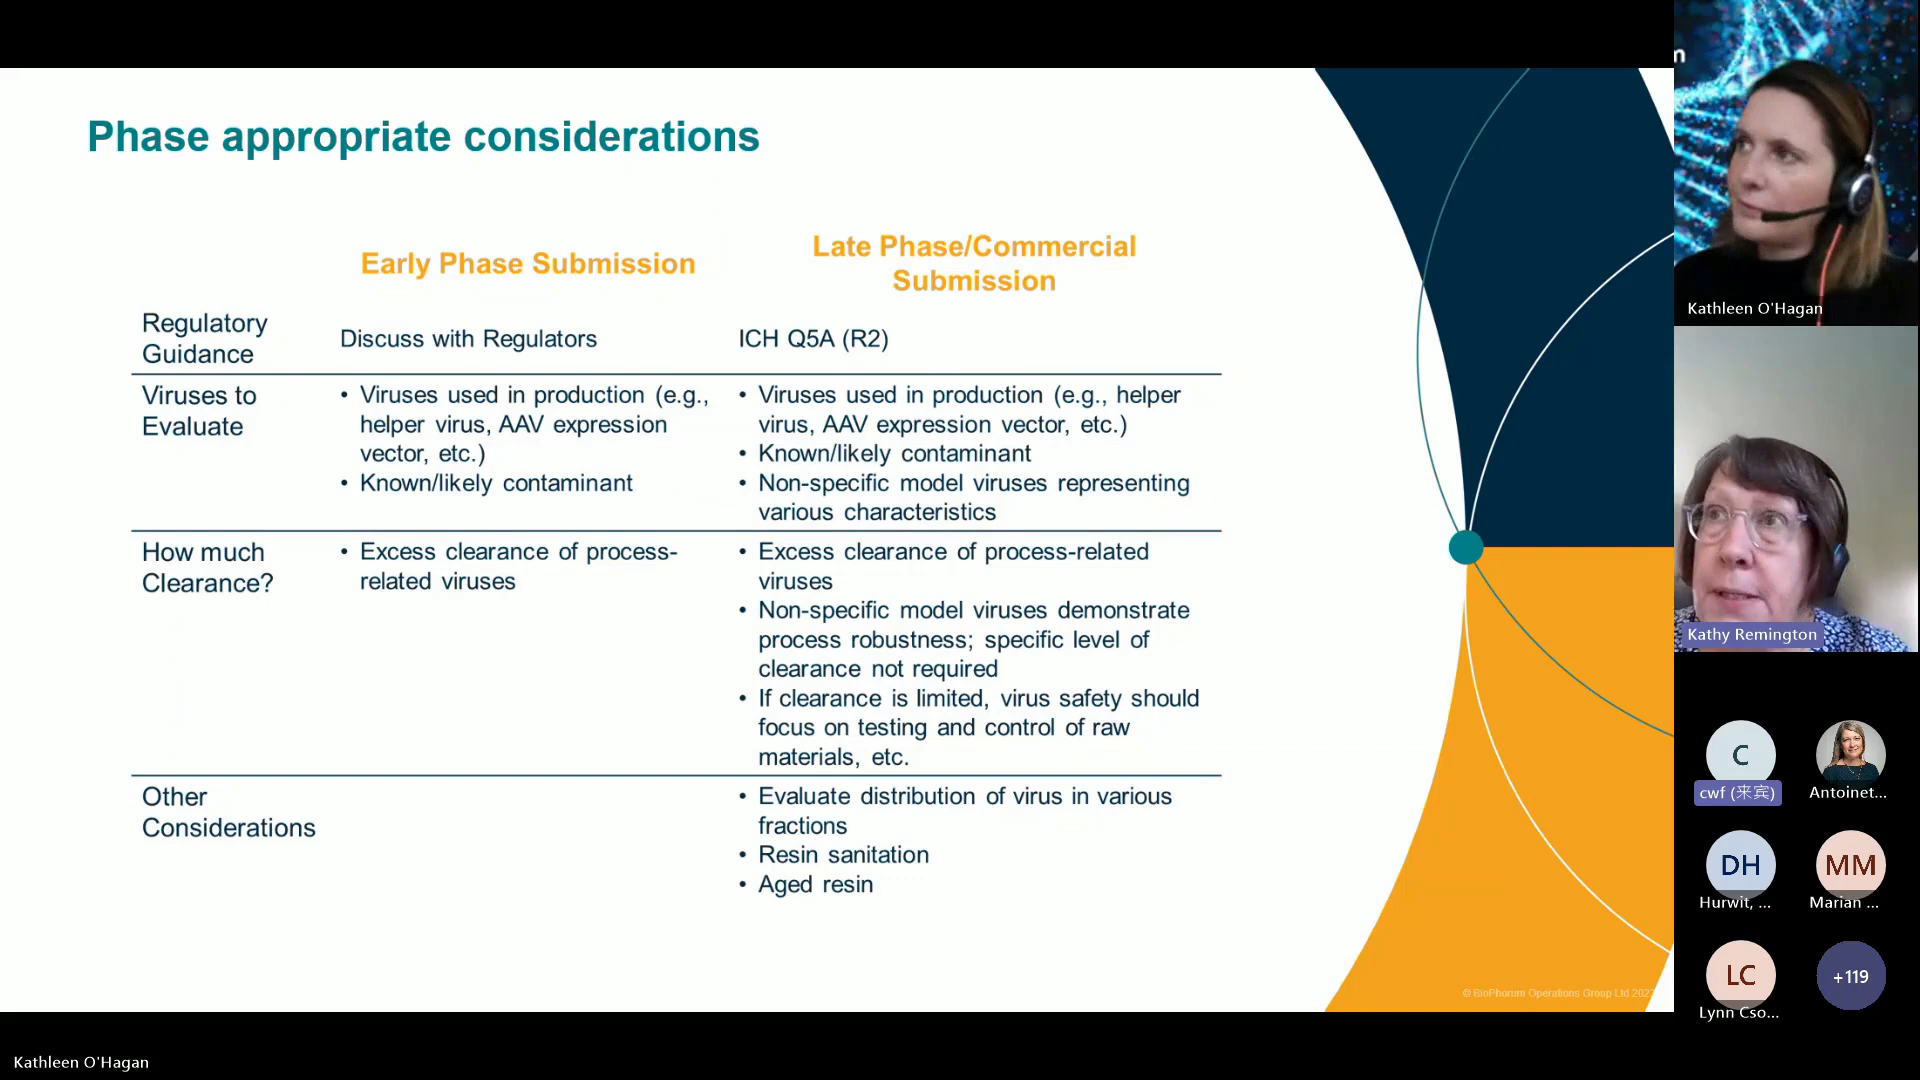 Phase appropriate considerations
Early Phase Submission
Late Phase/Commercial
Submission
Regulatory
Guidance
Discuss with Regulators
ICH Q5A (R2)
Viruses to
Evaluate
• Viruses used in production (e.g.,
helper virus, AAV expression
vector, etc.)
• Known/likely contaminant
• Viruses used in production (e.g., helper
virus, AAV expression vector, etc.)
• Known/likely contaminant
• Non-specific model viruses representing
various characteristics
How much
Clearance?
• Excess clearance of process-
related viruses
• Excess clearance of process-related
viruses
• Non-specific model viruses demonstrate
process robustness; specific level of
clearance not required
• If clearance is limited, virus safety should
focus on testing and control of raw
materials, etc.
Other
Considerations
• Evaluate distribution of virus in various
fractions
• Resin sanitation
• Aged resin
© BioPhorum Operations Group Ltd
Kathleen O'Hagan
Kathy Remington
C
cwf (来宾)
Antoinet...
DH
Hurwit, ...
MM
Marian ...
LC
Lynn Cso...
+119
Kathleen O'Hagan